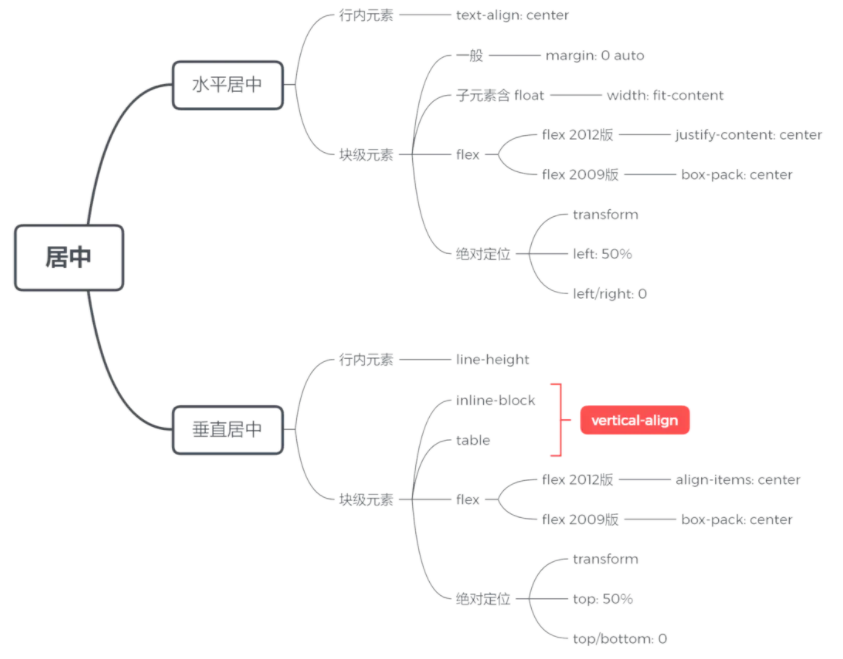 居中
水平居中
行内元素
text-align: center
块级元素
一般
margin: 0 auto
子元素含 float
width: fit-content
flex
flex 2012版
justify-content: center
flex 2009版
box-pack: center
绝对定位
transform
left: 50%
left/right: 0
垂直居中
行内元素
line-height
块级元素
inline-block
table
vertical-align
flex
flex 2012版
align-items: center
flex 2009版
box-pack: center
绝对定位
transform
top: 50%
top/bottom: 0